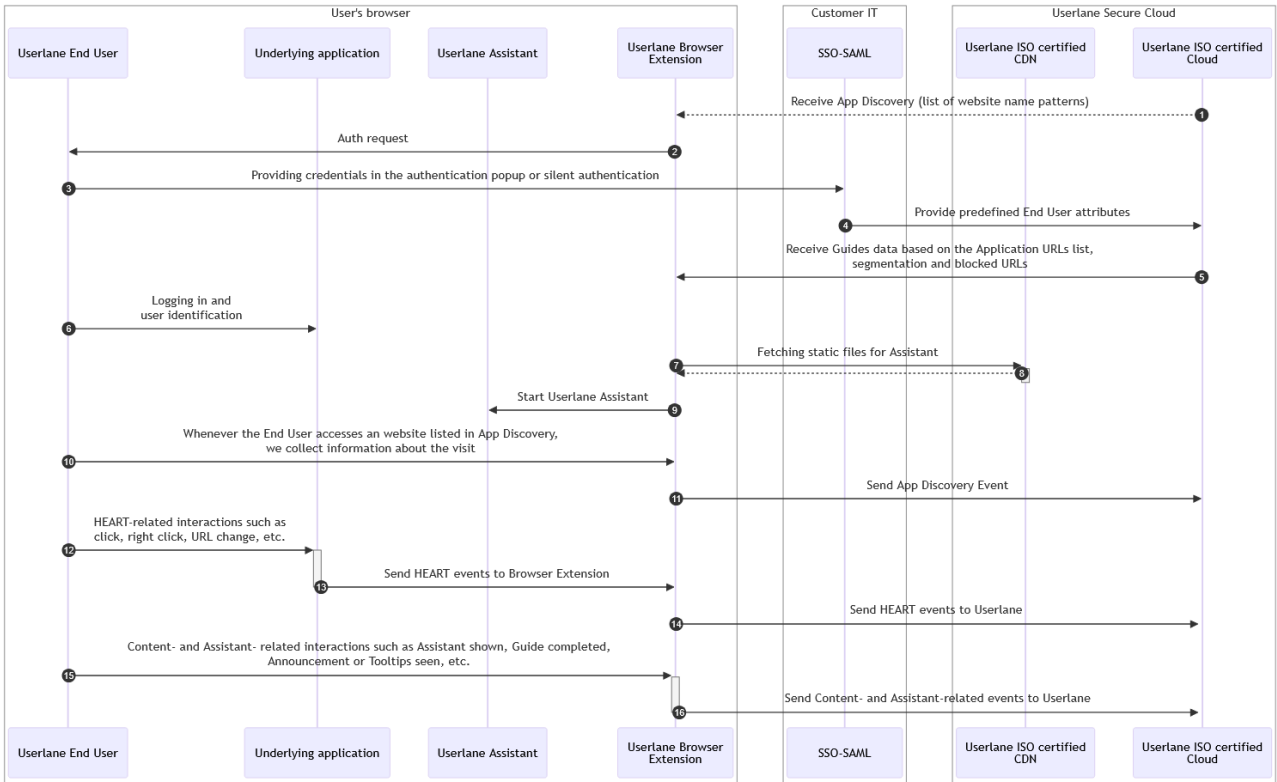 User's browser
Customer IT
Userlane Secure Cloud
Userlane End User
Underlying application
Userlane Assistant
Userlane Browser
Extension
SSO-SAML
Userlane ISO certified
CDN
Userlane ISO certified
Cloud
Receive App Discovery (list of website name patterns)
1
Auth request
2
Providing credentials in the authentication popup or silent authentication
3
Provide predefined End User attributes
4
Receive Guides data based on the Application URLs list,
segmentation and blocked URLs
5
Logging in and
user identification
6
Fetching static files for Assistant
7
8
Start Userlane Assistant
9
Whenever the End User accesses an website listed in App Discovery,
we collect information about the visit
10
Send App Discovery Event
11
HEART-related interactions such as
click, right click, URL change, etc.
12
Send HEART events to Browser Extension
13
Send HEART events to Userlane
14
Content- and Assistant- related interactions such as Assistant shown, Guide completed,
Announcement or Tooltips seen, etc.
15
Send Content- and Assistant-related events to Userlane
16
Userlane End User
Underlying application
Userlane Assistant
Userlane Browser
Extension
SSO-SAML
Userlane ISO certified
CDN
Userlane ISO certified
Cloud